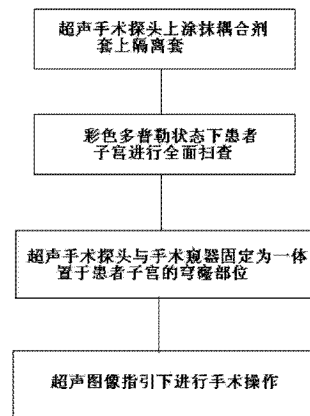 超声手术探头上涂抹耦合剂
套上隔离套
彩色多普勒状态下患者
子宫进行全面扫查
超声手术探头与手术窥器固定为一体
置于患者子宫的穹窿部位
超声图像指引下进行手术操作